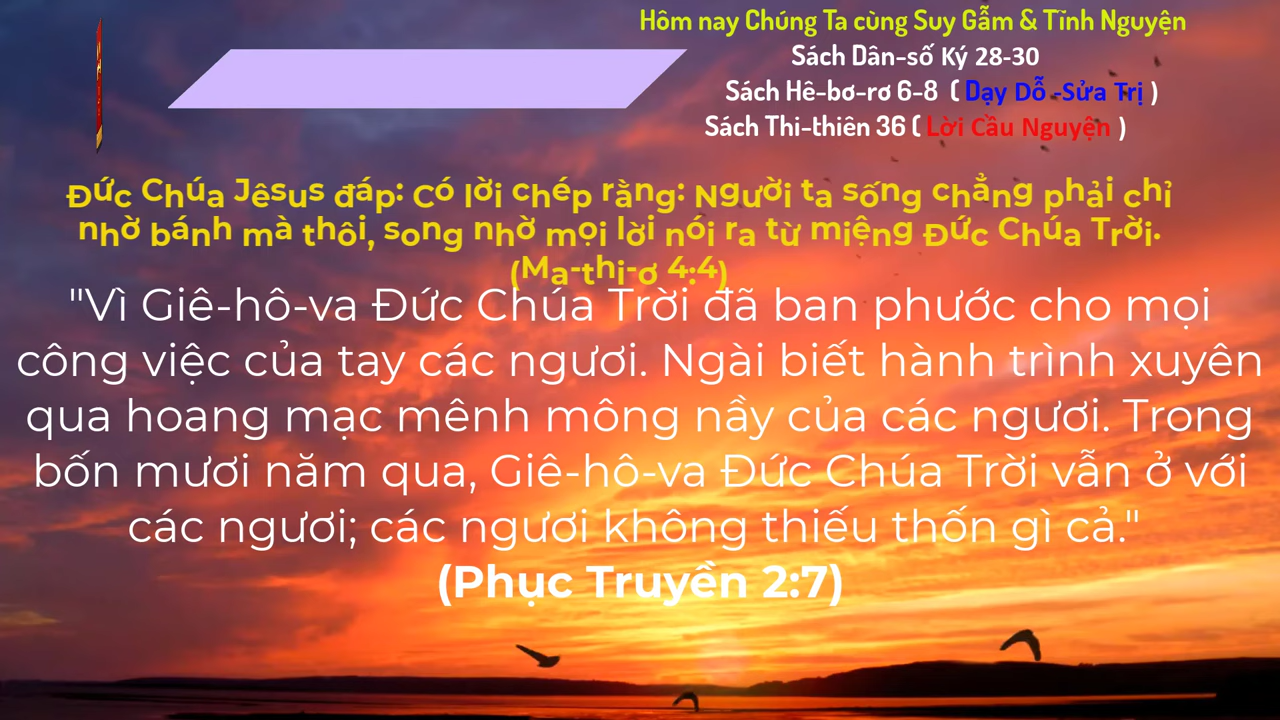 Hôm nay Chúng Ta cùng Suy Gẫm & Tĩnh Nguyện
Sách Dân-số Ký 28-30
Sách Hê-bơ-rơ 6-8 ( Dạy Dỗ -Sửa Trị )
Sách Thi-thiên 36 ( Lời Cầu Nguyện )
Đức Chúa Jêsus đáp: Có lời chép rằng: Người ta sống chẳng phải chỉ
nhờ bánh mà thôi, song nhờ mọi lời nói ra từ miệng Đức Chúa Trời.
(Ma-thi-ơ 4:4)
"Vì Giê-hô-va Đức Chúa Trời đã ban phước cho mọi
công việc của tay các ngươi. Ngài biết hành trình xuyên
qua hoang mạc mênh mông nầy của các ngươi. Trong
bốn mươi năm qua, Giê-hô-va Đức Chúa Trời vẫn ở với
các ngươi; các ngươi không thiếu thốn gì cả."
(Phục Truyền 2:7)